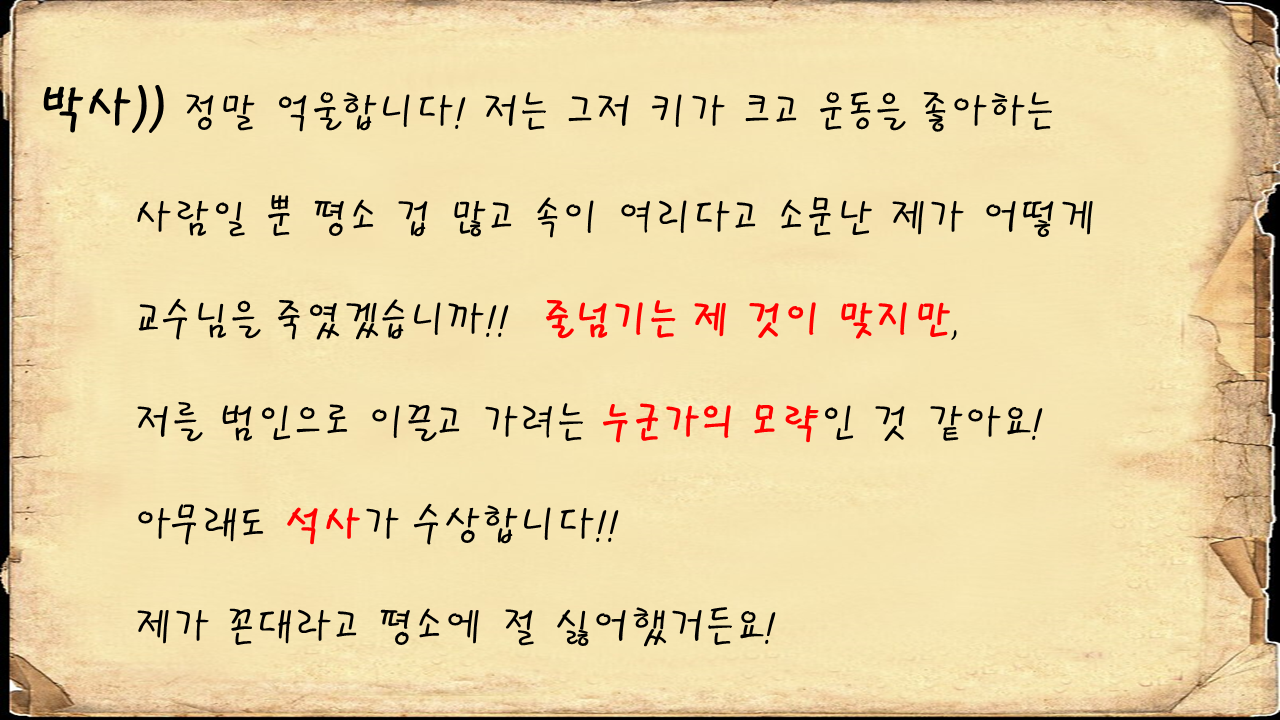 박사)) 정말 억울합니다! 저는 그저 키가 크고 운동을 좋아하는
사람일 뿐 평소 겁 많고 속이 여리다고 소문난 제가 어떻게
교수님을 죽였겠습니까!! 줄넘기는 제 것이 맞지만,
저를 범인으로 이끌고 가려는 누군가의 모략인 것 같아요!
아무래도 석사가 수상합니다!!
제가 꼰대라고 평소에 절 싫어했거든요!